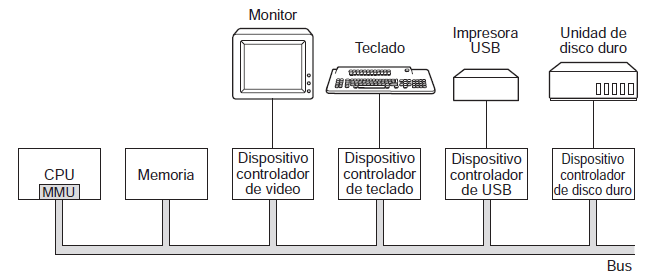 Monitor
Teclado
Impresora
USB
Unidad de
disco duro
CPU
MMU
Memoria
Dispositivo
controlador
de video
Dispositivo
controlador
de teclado
Dispositivo
controlador
de USB
Dispositivo
controlador
de disco duro
Bus